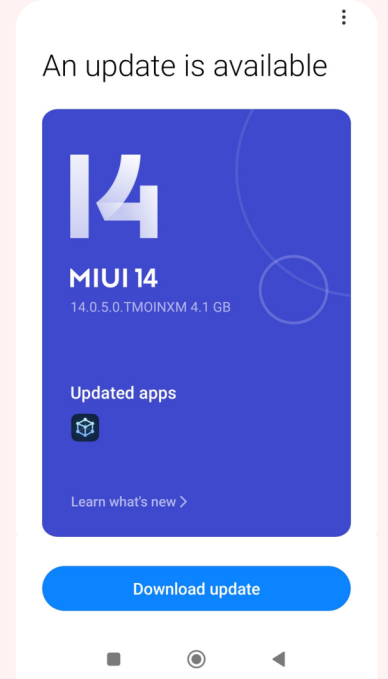 An update is available
14
MIUI 14
14.0.5.0.TMOINXM 4.1 GB
Updated apps
Learn what's new >
Download update